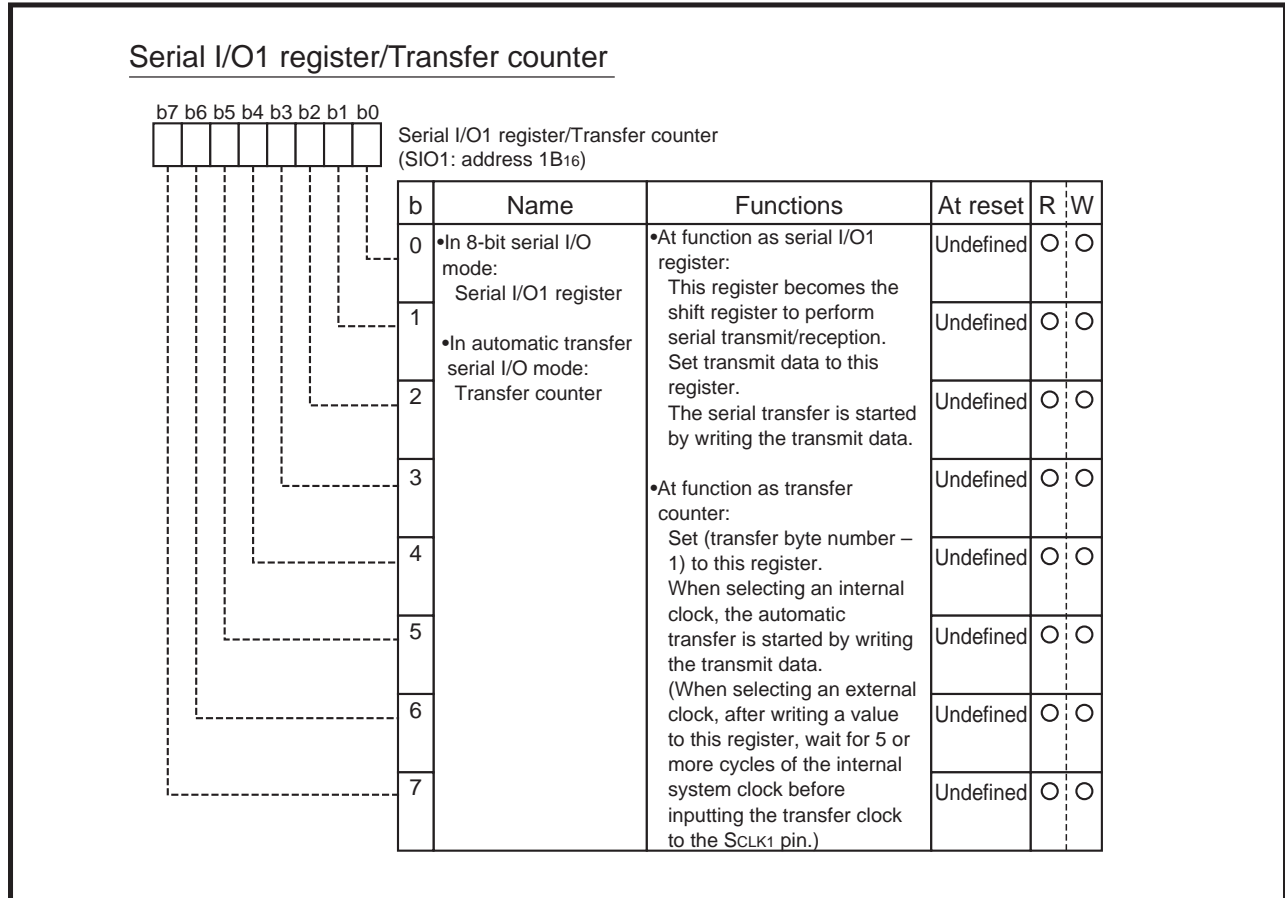 Serial I/O1 register/Transfer counter
b7 b6 b5 b4 b3 b2 b1 b0
Serial I/O1 register/Transfer counter
(SIO1: address 1B16)
b Name Functions At reset R W
0
1
2
3
4
5
6
7
•In 8-bit serial I/O
mode:
Serial I/O1 register
•In automatic transfer
serial I/O mode:
Transfer counter
•At function as serial I/O1
register:
This register becomes the
shift register to perform
serial transmit/reception.
Set transmit data to this
register.
The serial transfer is started
by writing the transmit data.
•At function as transfer
counter:
Set (transfer byte number –
1) to this register.
When selecting an internal
clock, the automatic
transfer is started by writing
the transmit data.
(When selecting an external
clock, after writing a value
to this register, wait for 5 or
more cycles of the internal
system clock before
inputting the transfer clock
to the SCLK1 pin.)
Undefined
Undefined
Undefined
Undefined
Undefined
Undefined
Undefined
Undefined